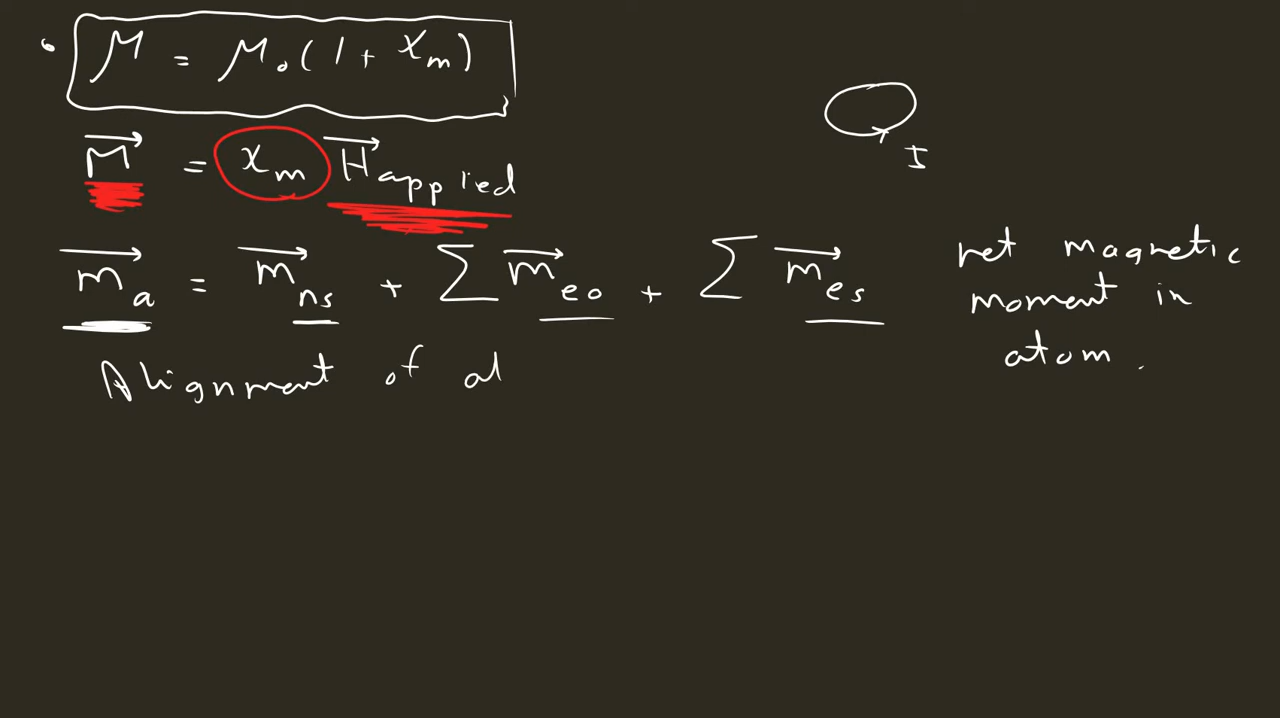 μ = μ₀ (1 + χₘ)
I
M⃗ = χₘ H⃗ applied
m⃗ₐ = m⃗ ns + Σ m⃗ eo + Σ m⃗ es
net magnetic
moment in
atom.
Alignment of al